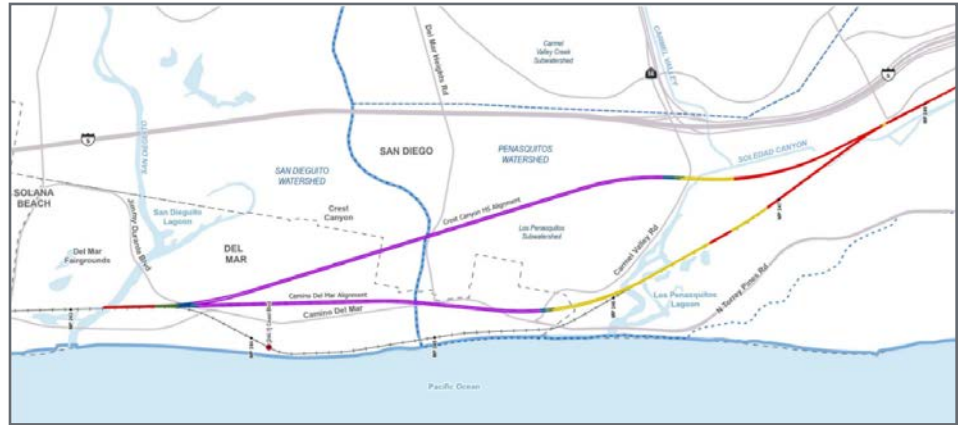 Del Mar Heights Rd
Carmel
Valley Creek
Subwatershed
CARMEL VALLEY
56
5
5
SAN DIEGUITO
SAN DIEGO
PENASQUITOS
WATERSHED
SOLEDAD CANYON
SAN DIEGUITO
WATERSHED
SOLANA
BEACH
Jimmy Durante Blvd
San Dieguito
Lagoon
Crest
Canyon
Crest Canyon HS Alignment
Los Penasquitos
Subwatershed
Carmel Valley Rd
Del Mar
Fairgrounds
DEL
MAR
Camino Del Mar Alignment
Camino Del Mar
Los Penasquitos
Lagoon
N Torrey Pines Rd
Pacific Ocean